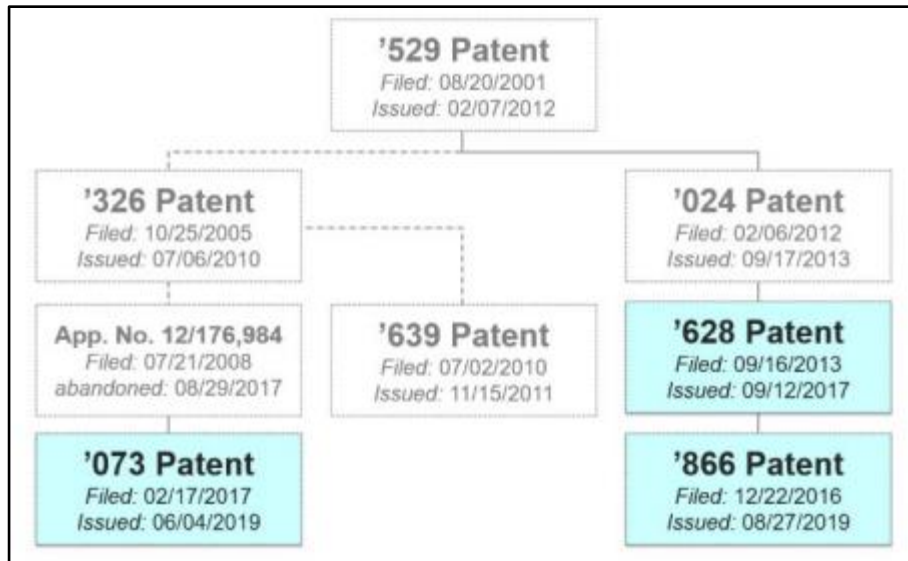 ’529 Patent
Filed: 08/20/2001
Issued: 02/07/2012
’326 Patent
Filed: 10/25/2005
Issued: 07/06/2010
’024 Patent
Filed: 02/06/2012
Issued: 09/17/2013
App. No. 12/176,984
Filed: 07/21/2008
abandoned: 08/29/2017
’639 Patent
Filed: 07/02/2010
Issued: 11/15/2011
’628 Patent
Filed: 09/16/2013
Issued: 09/12/2017
’073 Patent
Filed: 02/17/2017
Issued: 06/04/2019
’866 Patent
Filed: 12/22/2016
Issued: 08/27/2019